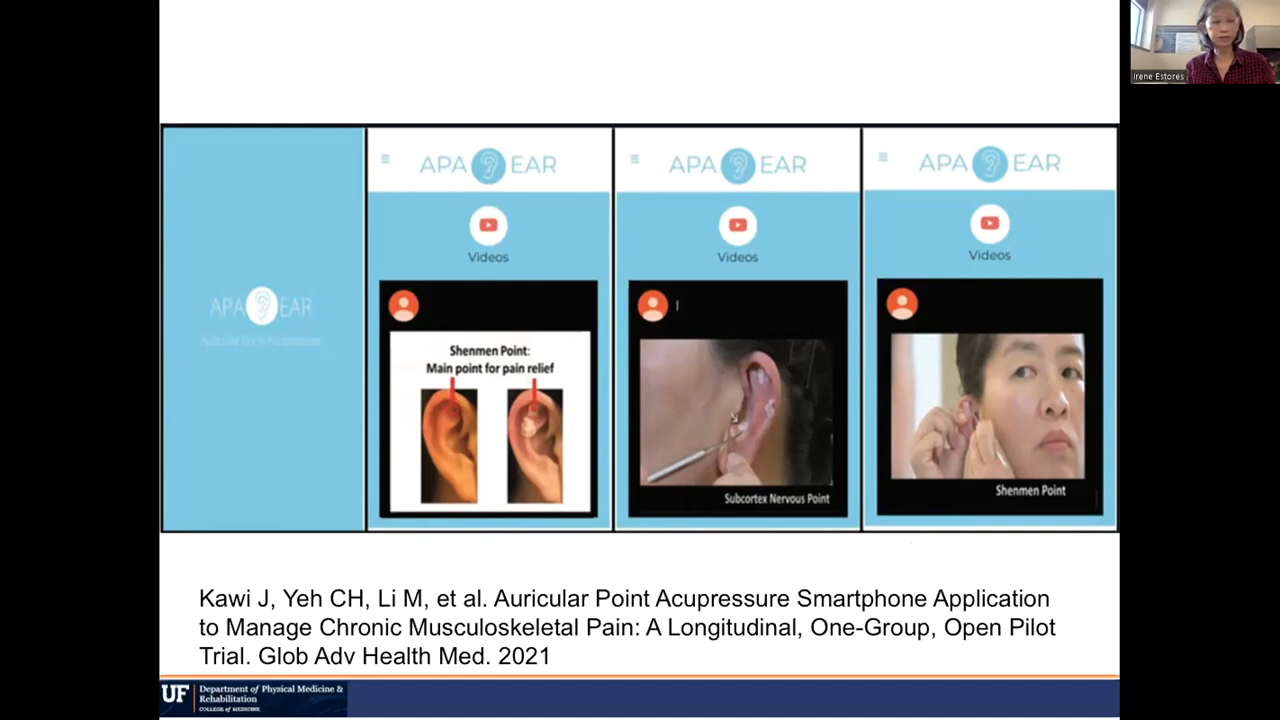 Irene Estores
APA EAR
APA EAR
APA EAR
APA EAR
Videos
Videos
Videos
Shenmen Point:
Main point for pain relief
Subcortex Nervous Point
Shenmen Point
Kawi J, Yeh CH, Li M, et al. Auricular Point Acupressure Smartphone Application
to Manage Chronic Musculoskeletal Pain: A Longitudinal, One-Group, Open Pilot
Trial. Glob Adv Health Med. 2021
UF
Department of Physical Medicine &
Rehabilitation
COLLEGE of MEDICINE